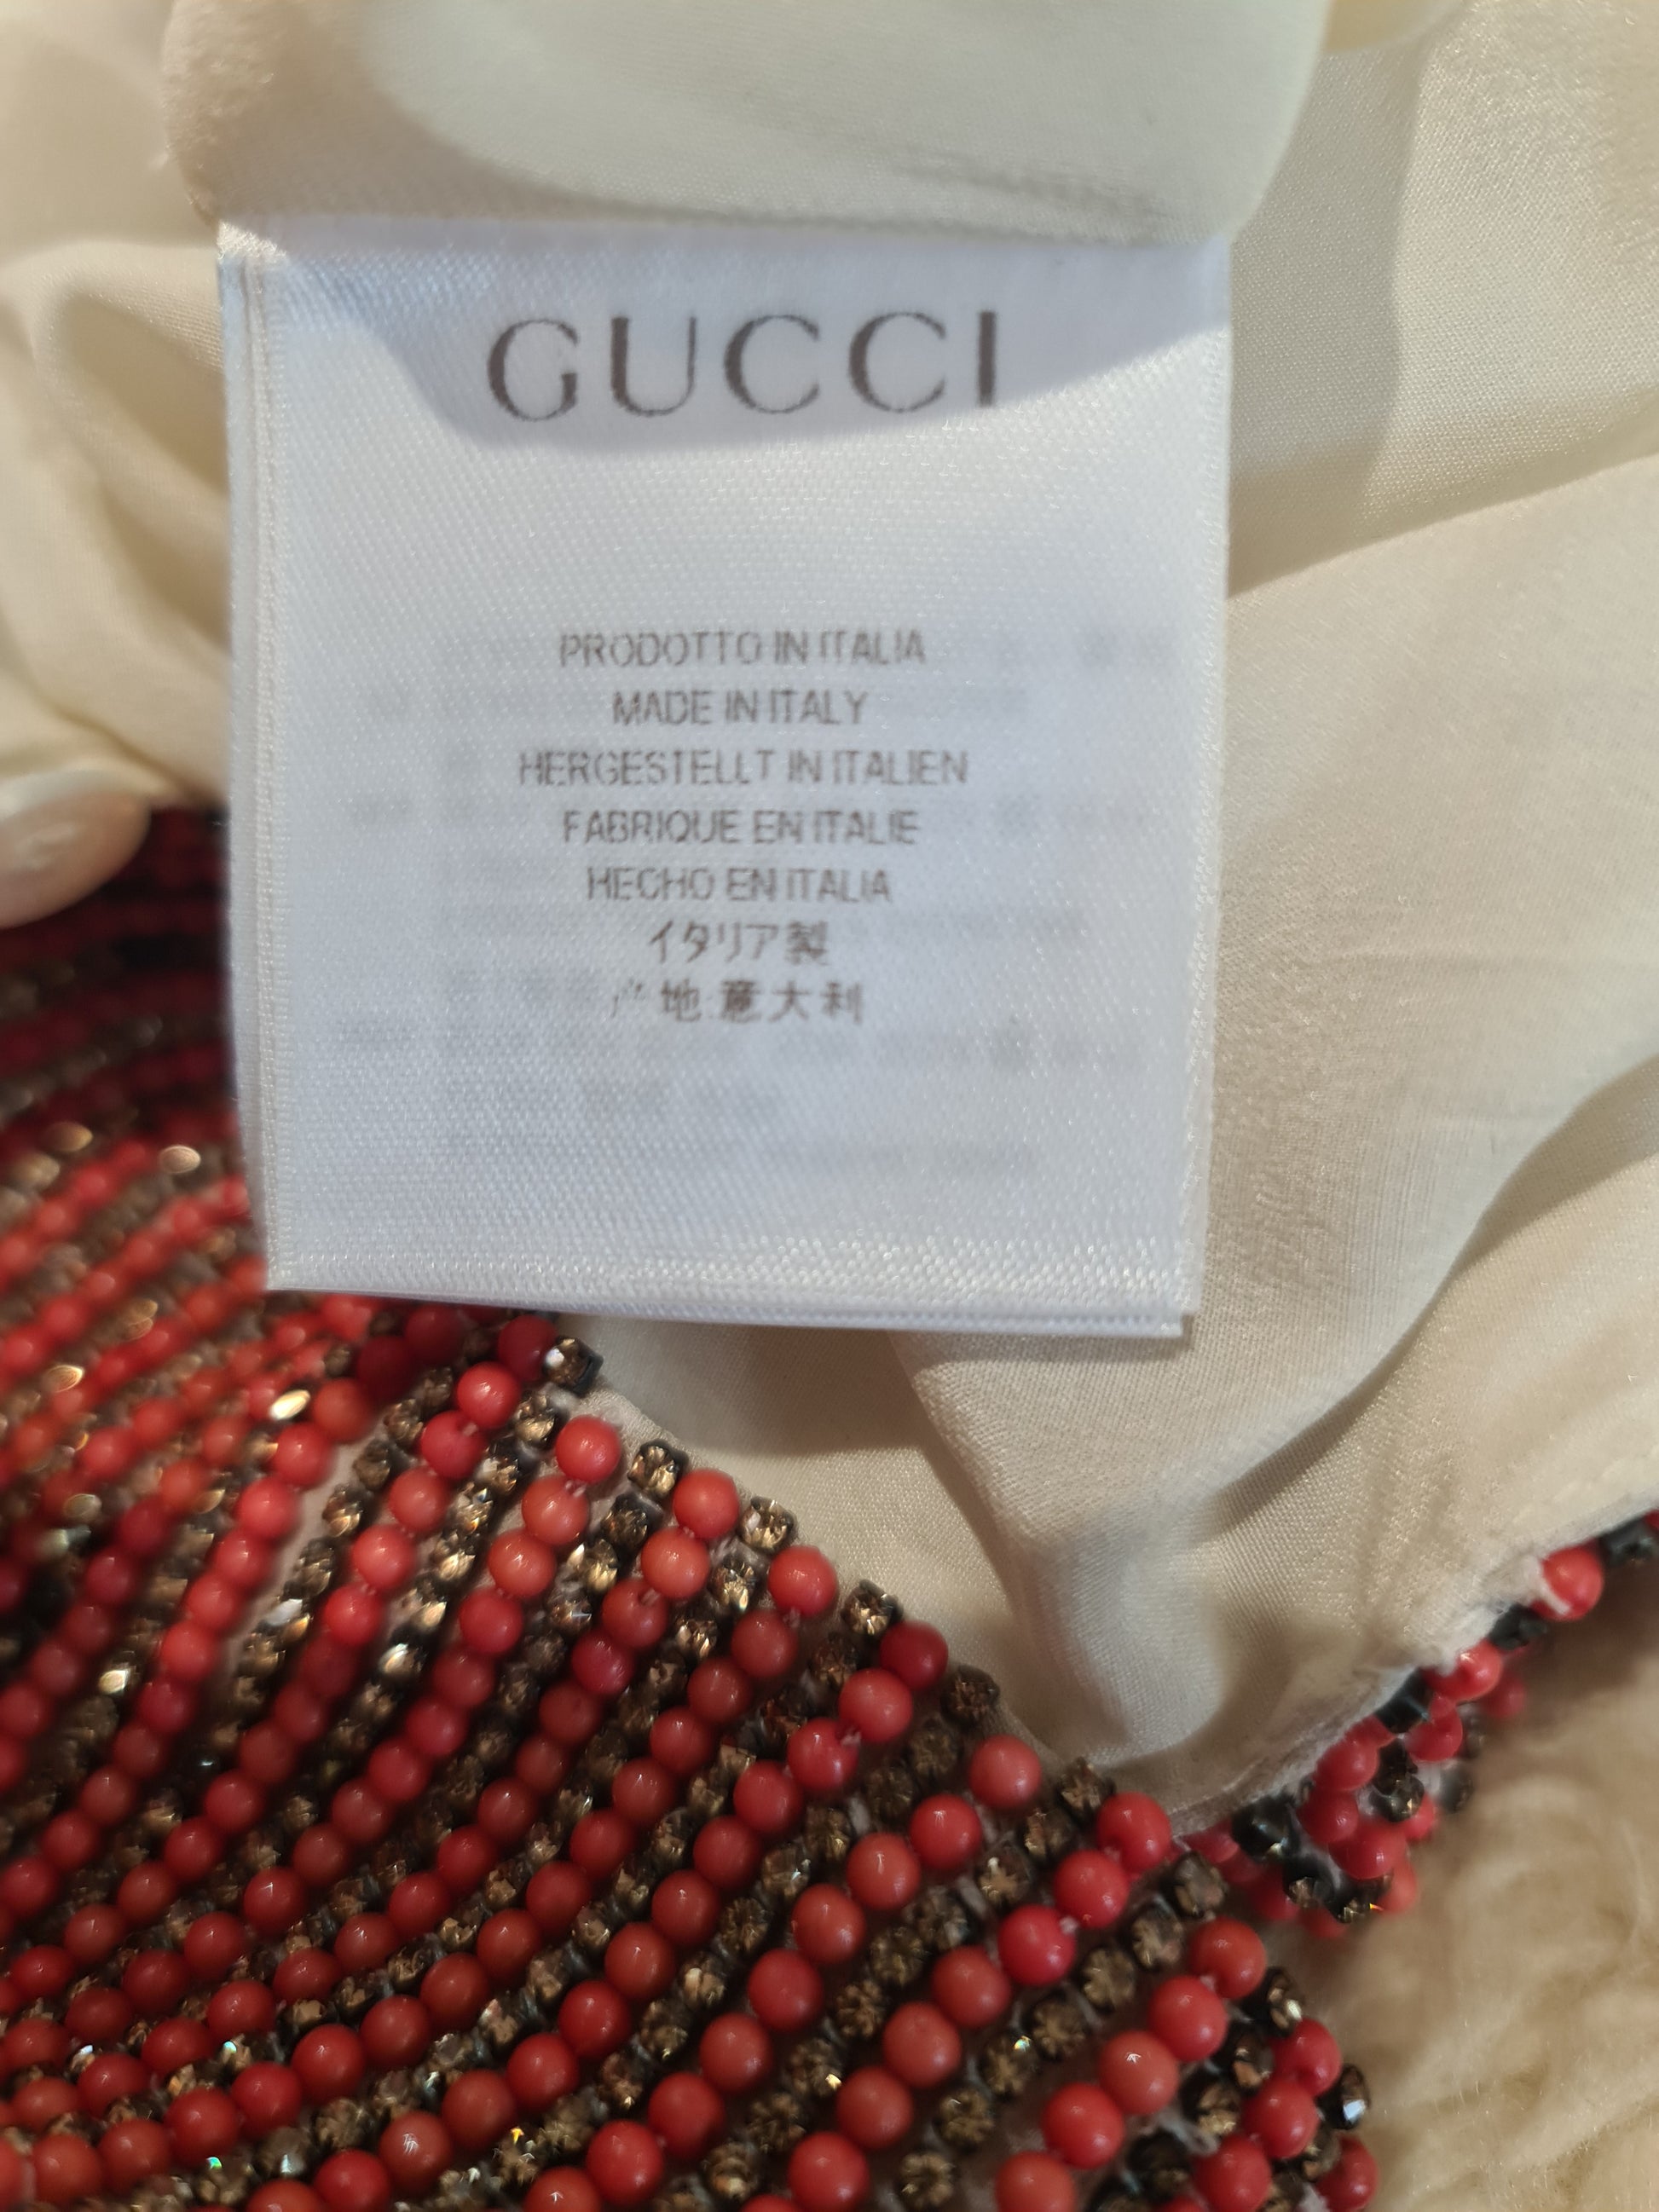 GUCCI
PRODOTTO IN ITALIA
MADE IN ITALY
HERGESTELLT IN ITALIEN
FABRIQUE EN ITALIE
HECHO EN ITALIA
イタリア製
产地:意大利